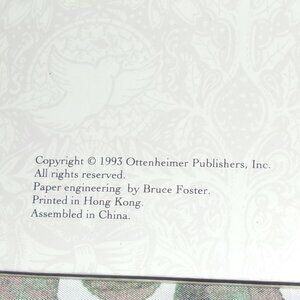 Copyright © 1993 Ottenheimer Publishers, Inc.
All rights reserved.
Paper engineering by Bruce Foster.
Printed in Hong Kong.
Assembled in China.